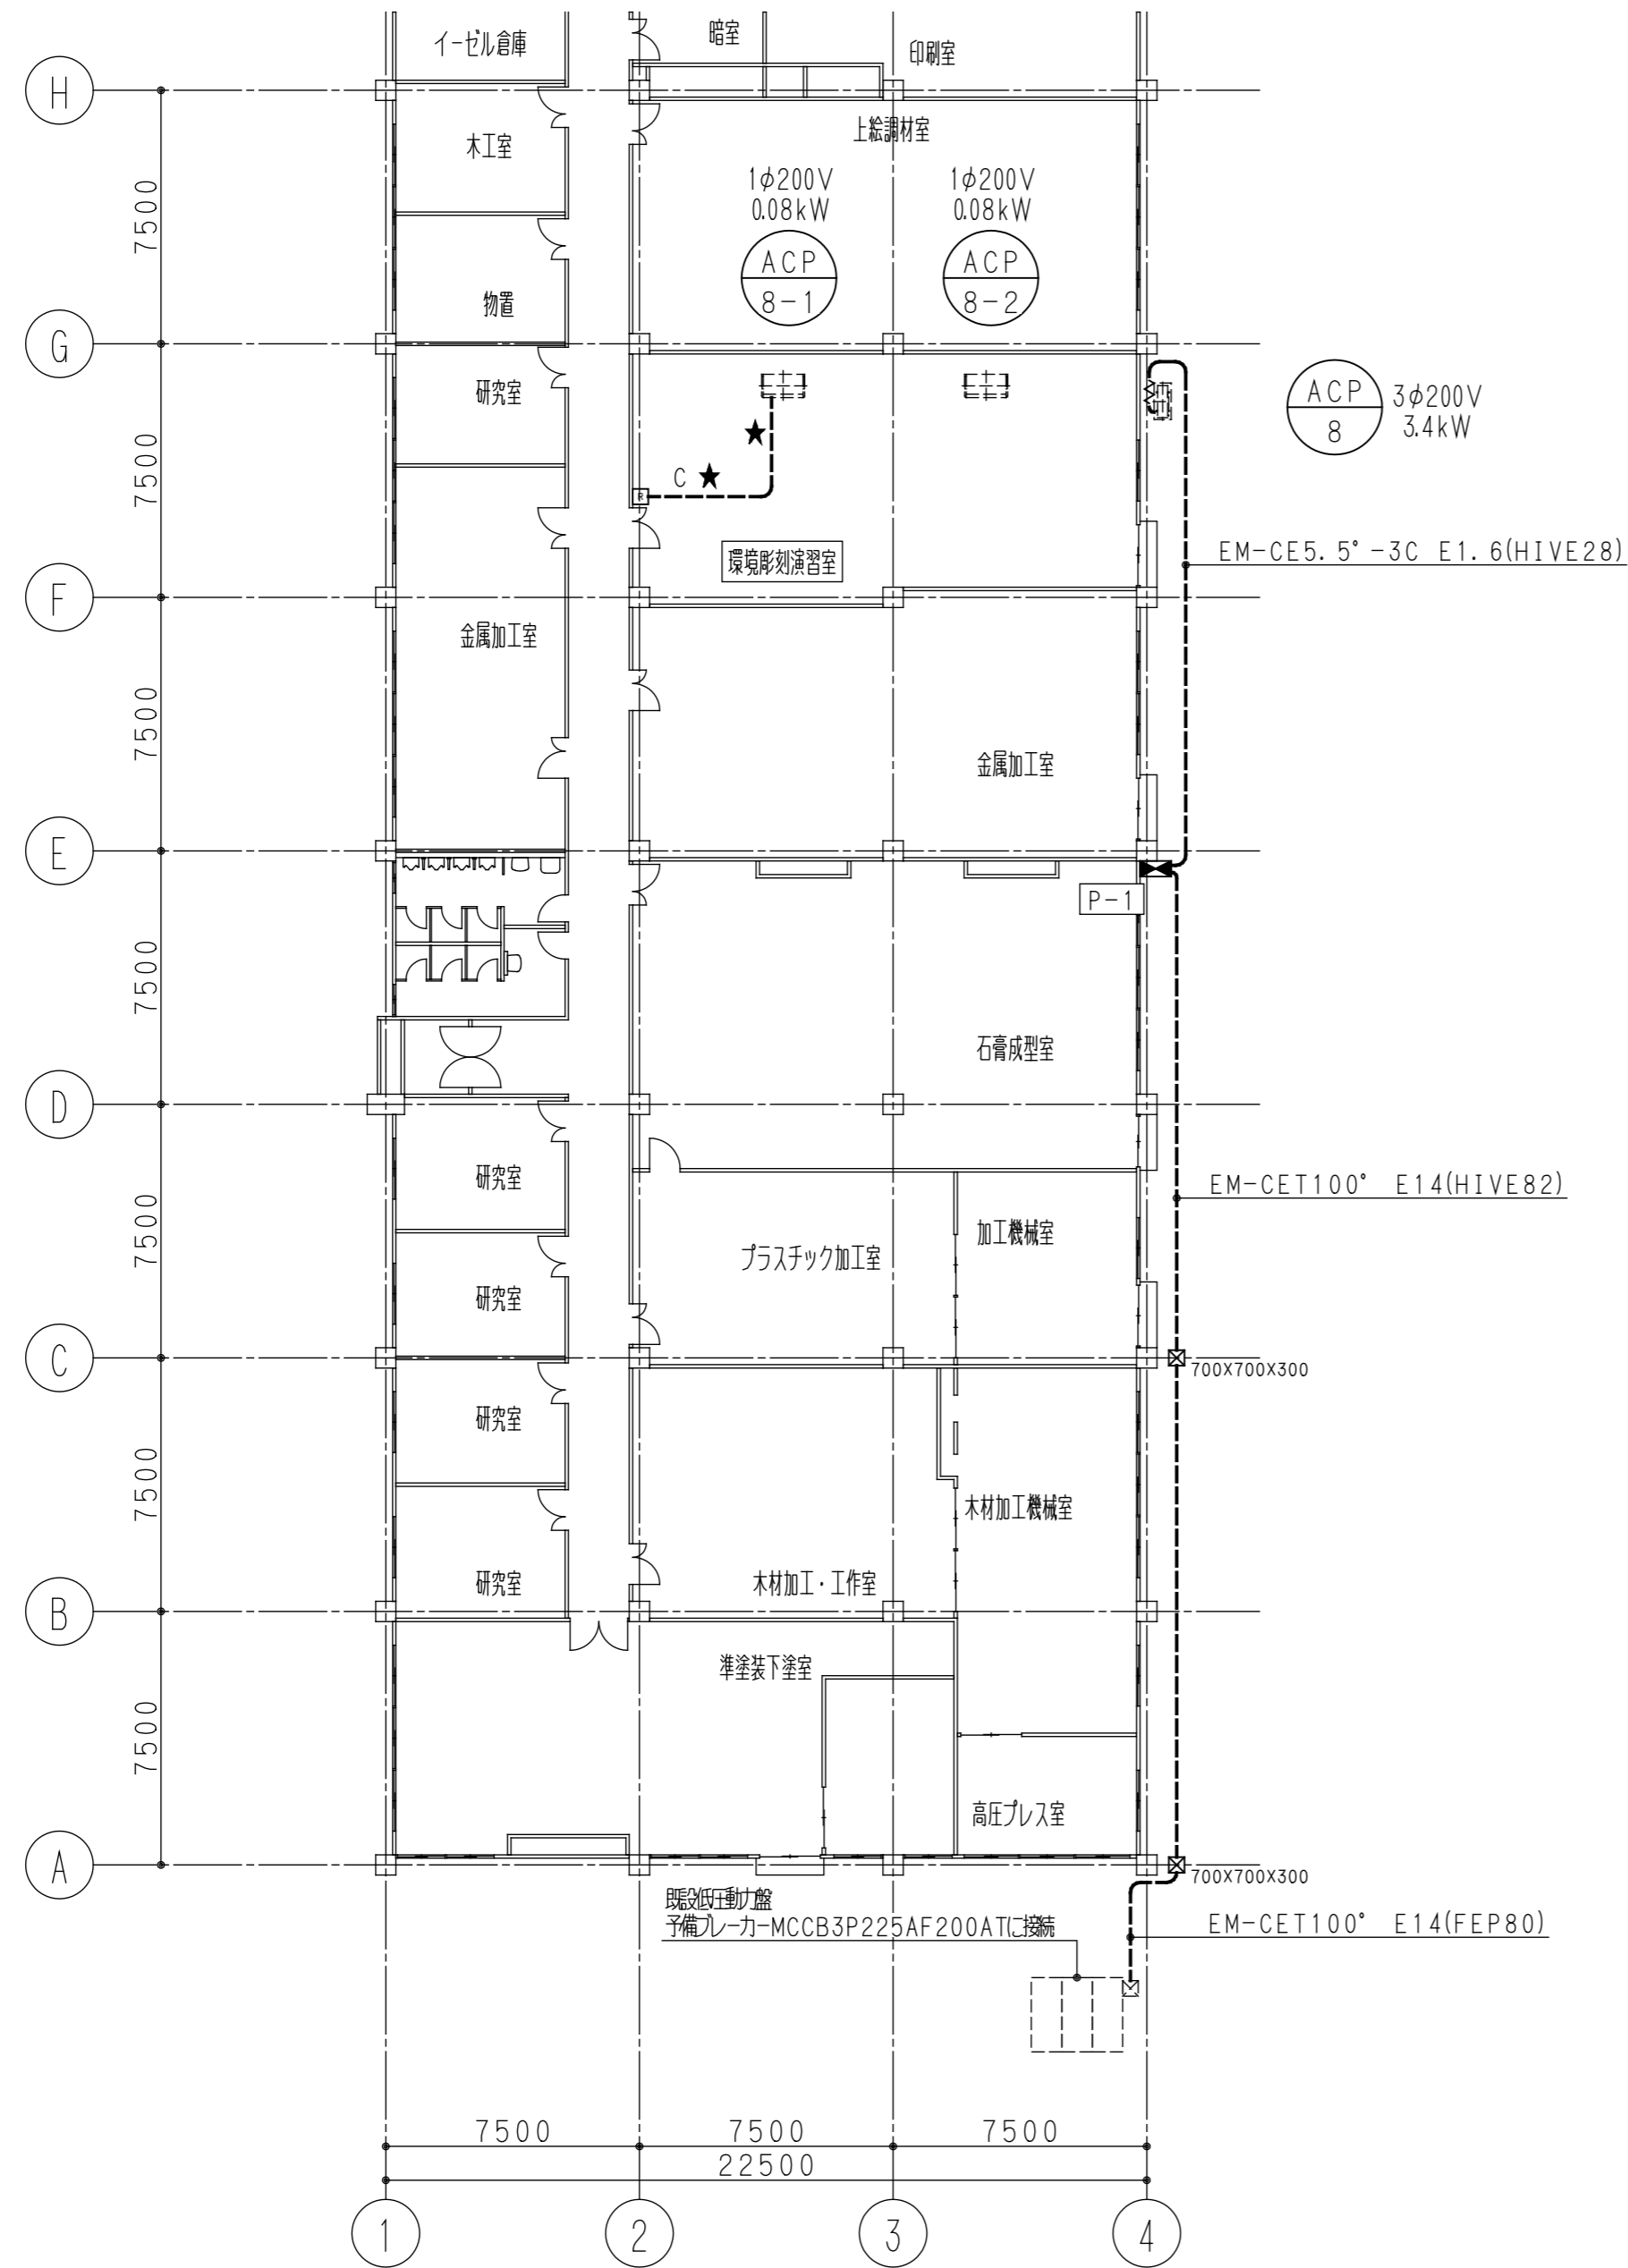 イーゼル倉庫
暗室
印刷室
H
上絵調材室
木工室
1φ200V
0.08kW
1φ200V
0.08kW
7500
ACP
8-1
ACP
8-2
物置
G
研究室
ACP
8
3φ200V
3.4kW
7500
C ★
★
R
環境彫刻演習室
EM-CE5.5°-3C E1.6(HIVE28)
F
金属加工室
7500
金属加工室
E
P-1
7500
石膏成型室
D
研究室
EM-CET100° E14(HIVE82)
7500
加工機械室
プラスチック加工室
研究室
C
700X700X300
研究室
7500
木材加工機械室
研究室
木材加工・工作室
B
準塗装下塗室
7500
高圧プレス室
A
700X700X300
既設低圧動力盤
予備ブレーカーMCCB3P225AF200ATに接続
EM-CET100° E14(FEP80)
7500
7500
7500
22500
1
2
3
4